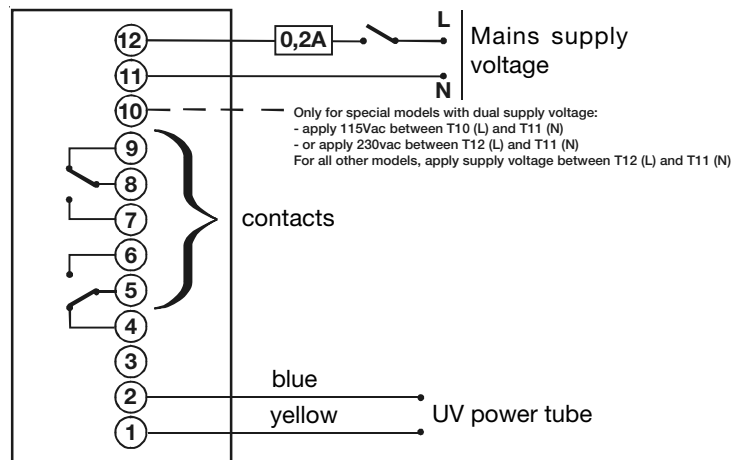 12
0,2A
L
Mains supply
voltage
11
N
10
Only for special models with dual supply voltage:
- apply 115Vac between T10 (L) and T11 (N)
- or apply 230vac between T12 (L) and T11 (N)
For all other models, apply supply voltage between T12 (L) and T11 (N)
9
8
7
contacts
6
5
4
3
2
blue
1
yellow
UV power tube